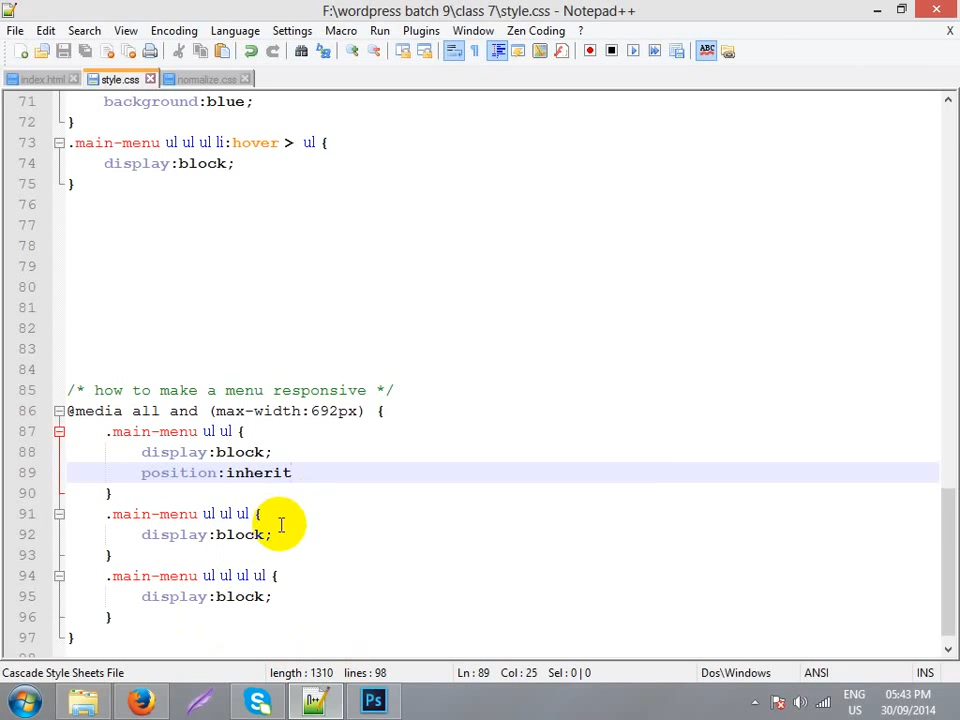 F:\wordpress batch 9\class 7\style.css - Notepad++
File Edit Search View Encoding Language Settings Macro Run Plugins Window Zen Coding ? X
index.html style.css normalize.css
71 background:blue;
72 }
73 .main-menu ul ul ul li:hover > ul {
74 display:block;
75 }
76
77
78
79
80
81
82
83
84
85 /* how to make a menu responsive */
86 @media all and (max-width:692px) {
87 .main-menu ul ul {
88 display:block;
89 position:inherit
90 }
91 .main-menu ul ul ul {
92 display:block;
93 }
94 .main-menu ul ul ul ul {
95 display:block;
96 }
97 }
98
Cascade Style Sheets File length : 1310 lines : 98 Ln : 89 Col : 25 Sel : 0 | 0 Dos\Windows ANSI INS
ENG 05:43 PM
US 30/09/2014